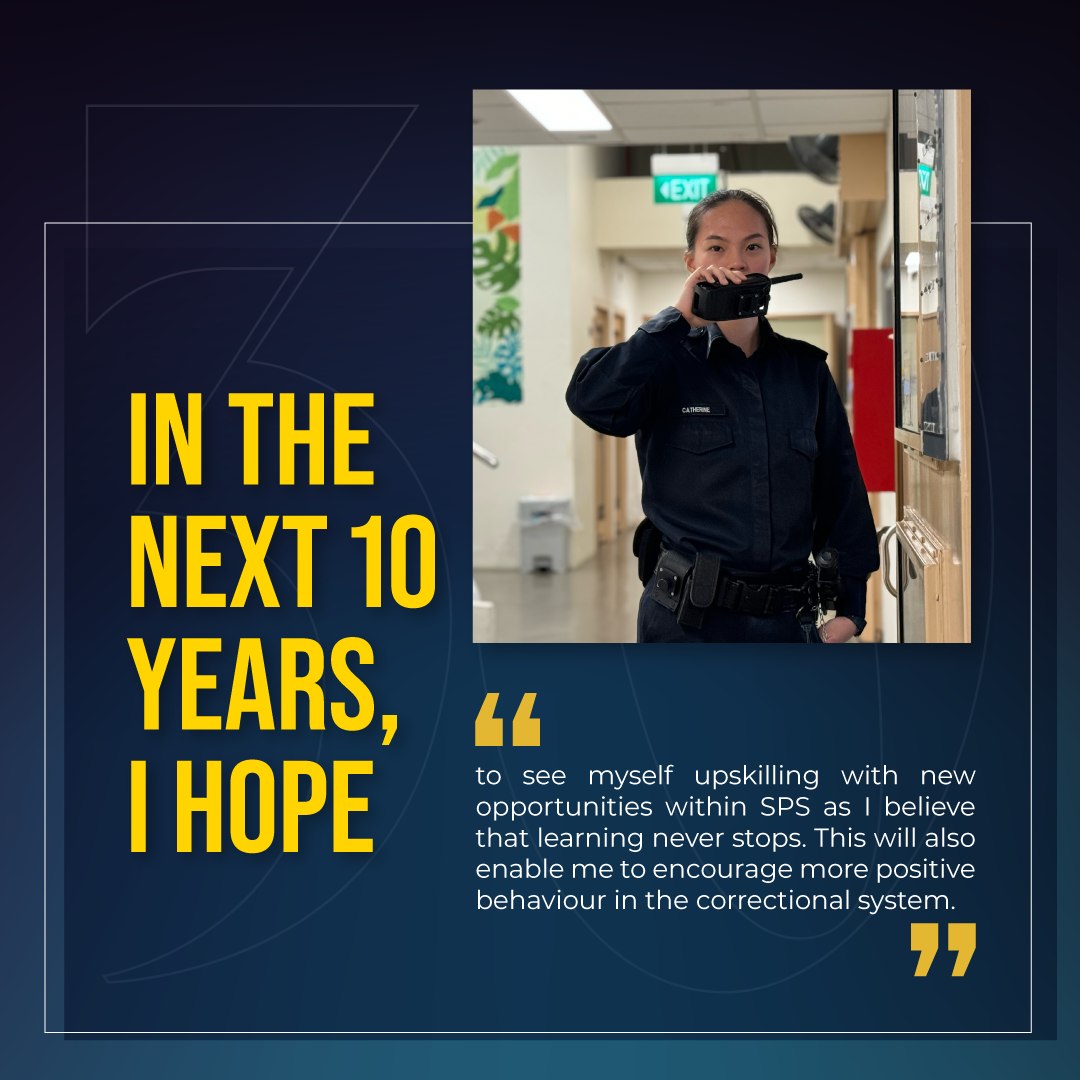 IN THE
NEXT 10
YEARS,
I HOPE
EXIT
CATHERINE
“
to see myself upskilling with new
opportunities within SPS as I believe
that learning never stops. This will also
enable me to encourage more positive
behaviour in the correctional system.
”